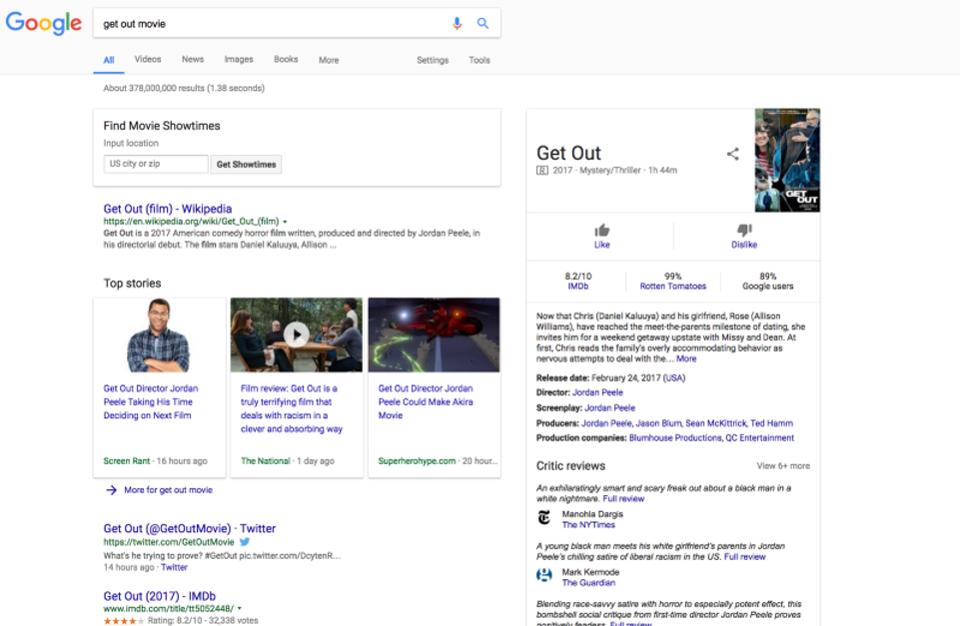 Google
get out movie
All Videos News Images Books More Settings Tools
About 378,000,000 results (1.38 seconds)
Find Movie Showtimes
Input location
US city or zip Get Showtimes
Get Out (film) - Wikipedia
https://en.wikipedia.org/wiki/Get_Out_(film)
Get Out is a 2017 American comedy horror film written, produced and directed by Jordan Peele, in
his directorial debut. The film stars Daniel Kaluuya, Allison ...
Top stories
Get Out Director Jordan
Peele Taking His Time
Deciding on Next Film
Screen Rant · 16 hours ago
Film review: Get Out is a
truly terrifying film that
deals with racism in a
clever and absorbing way
The National · 1 day ago
Get Out Director Jordan
Peele Could Make Akira
Movie
Superherohype.com · 20 hour...
More for get out movie
Get Out (@GetOutMovie) · Twitter
https://twitter.com/GetOutMovie
What's he trying to prove? #GetOut pic.twitter.com/DcytenR...
14 hours ago · Twitter
Get Out (2017) - IMDb
www.imdb.com/title/tt5052448/
Rating: 8.2/10 - 32,338 votes
Get Out
R 2017 · Mystery/Thriller · 1h 44m
GET
OUT
Like Dislike
8.2/10 99% 89%
IMDb Rotten Tomatoes Google users
Now that Chris (Daniel Kaluuya) and his girlfriend, Rose (Allison
Williams), have reached the meet-the-parents milestone of dating, she
invites him for a weekend getaway upstate with Missy and Dean. At
first, Chris reads the family's overly accommodating behavior as
nervous attempts to deal with the... More
Release date: February 24, 2017 (USA)
Director: Jordan Peele
Screenplay: Jordan Peele
Producers: Jordan Peele, Jason Blum, Sean McKittrick, Ted Hamm
Production companies: Blumhouse Productions, QC Entertainment
Critic reviews View 6+ more
An exhilaratingly smart and scary freak out about a black man in a
white nightmare. Full review
Manohla Dargis
The NYTimes
A young black man meets his white girlfriend's parents in Jordan
Peele's chilling satire of liberal racism in the US. Full review
Mark Kermode
The Guardian
Blending race-savvy satire with horror to especially potent effect, this
bombshell social critique from first-time director Jordan Peele proves
positively fearless. Full review